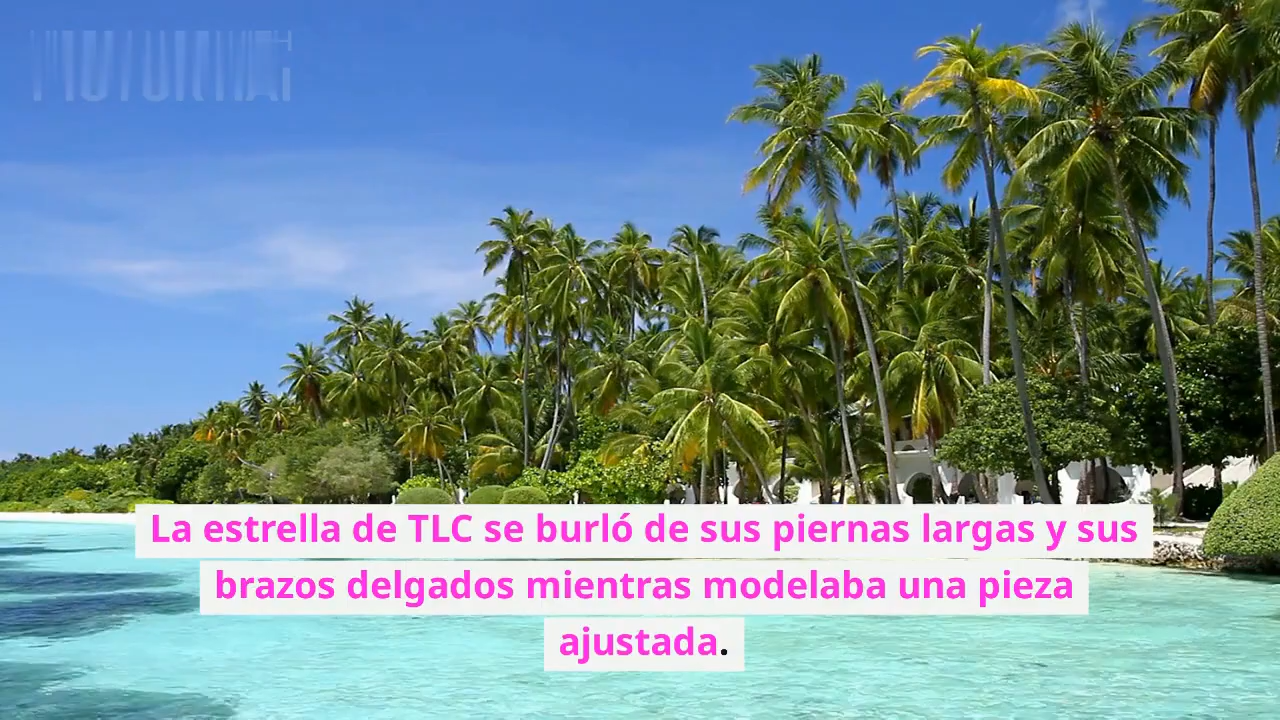 La estrella de TLC se burló de sus piernas largas y sus
brazos delgados mientras modelaba una pieza
ajustada.